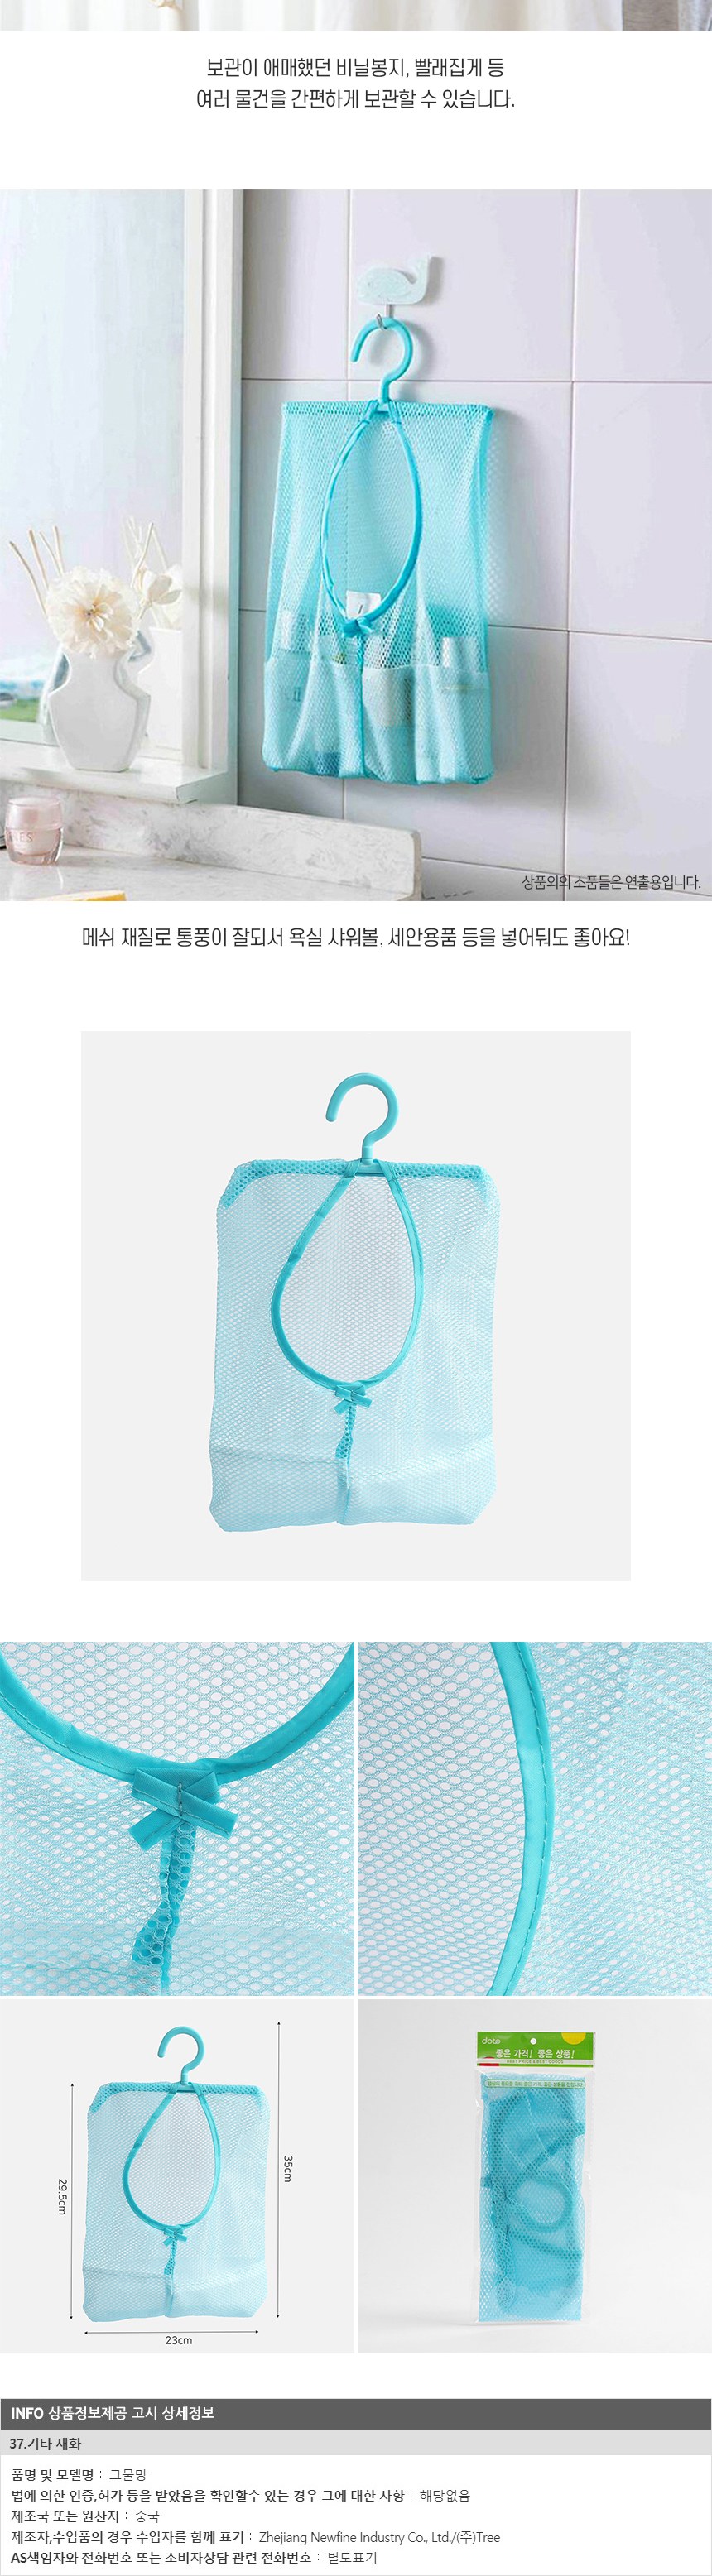 보관이 애매했던 비닐봉지, 빨래집게 등
여러 물건을 간편하게 보관할 수 있습니다.
상품외의 소품들은 연출용입니다.
메쉬 재질로 통풍이 잘되서 욕실 샤워볼, 세안용품 등을 넣어둬도 좋아요!
29.5cm
35cm
23cm
dote
좋은 가격! 좋은 상품!
BEST PRICE & BEST GOODS
INFO 상품정보제공 고시 상세정보
37.기타 재화
품명 및 모델명 : 그물망
법에 의한 인증,허가 등을 받았음을 확인할수 있는 경우 그에 대한 사항 : 해당없음
제조국 또는 원산지 : 중국
제조자,수입품의 경우 수입자를 함께 표기 : Zhejiang Newfine Industry Co., Ltd./(주)Tree
AS책임자와 전화번호 또는 소비자상담 관련 전화번호 : 별도표기